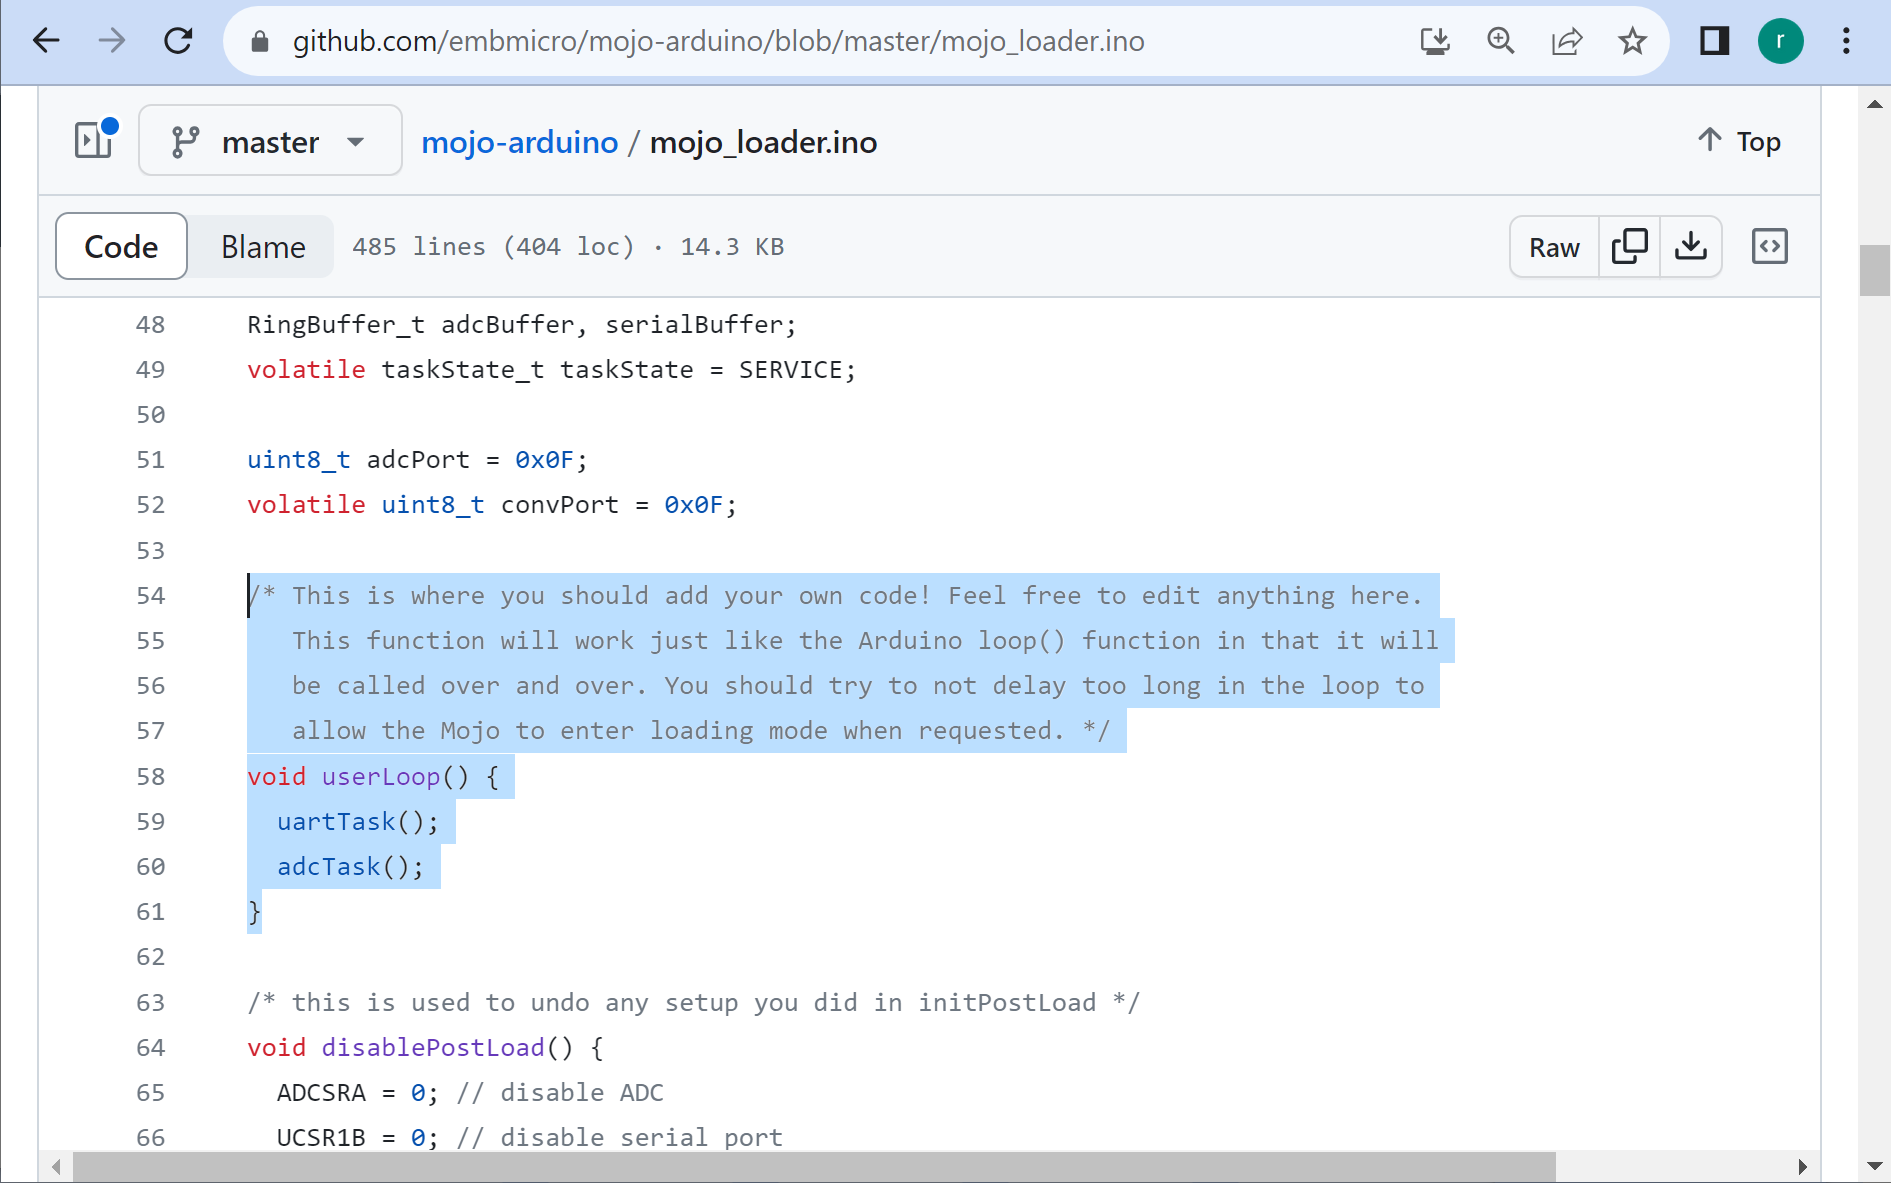 github.com/embmicro/mojo-arduino/blob/master/mojo_loader.ino
r
master mojo-arduino / mojo_loader.ino Top
Code Blame 485 lines (404 loc) · 14.3 KB Raw
48 RingBuffer_t adcBuffer, serialBuffer;
49 volatile taskState_t taskState = SERVICE;
50
51 uint8_t adcPort = 0x0F;
52 volatile uint8_t convPort = 0x0F;
53
54 /* This is where you should add your own code! Feel free to edit anything here.
55 This function will work just like the Arduino loop() function in that it will
56 be called over and over. You should try to not delay too long in the loop to
57 allow the Mojo to enter loading mode when requested. */
58 void userLoop() {
59 uartTask();
60 adcTask();
61 }
62
63 /* this is used to undo any setup you did in initPostLoad */
64 void disablePostLoad() {
65 ADCSRA = 0; // disable ADC
66 UCSR1B = 0; // disable serial port